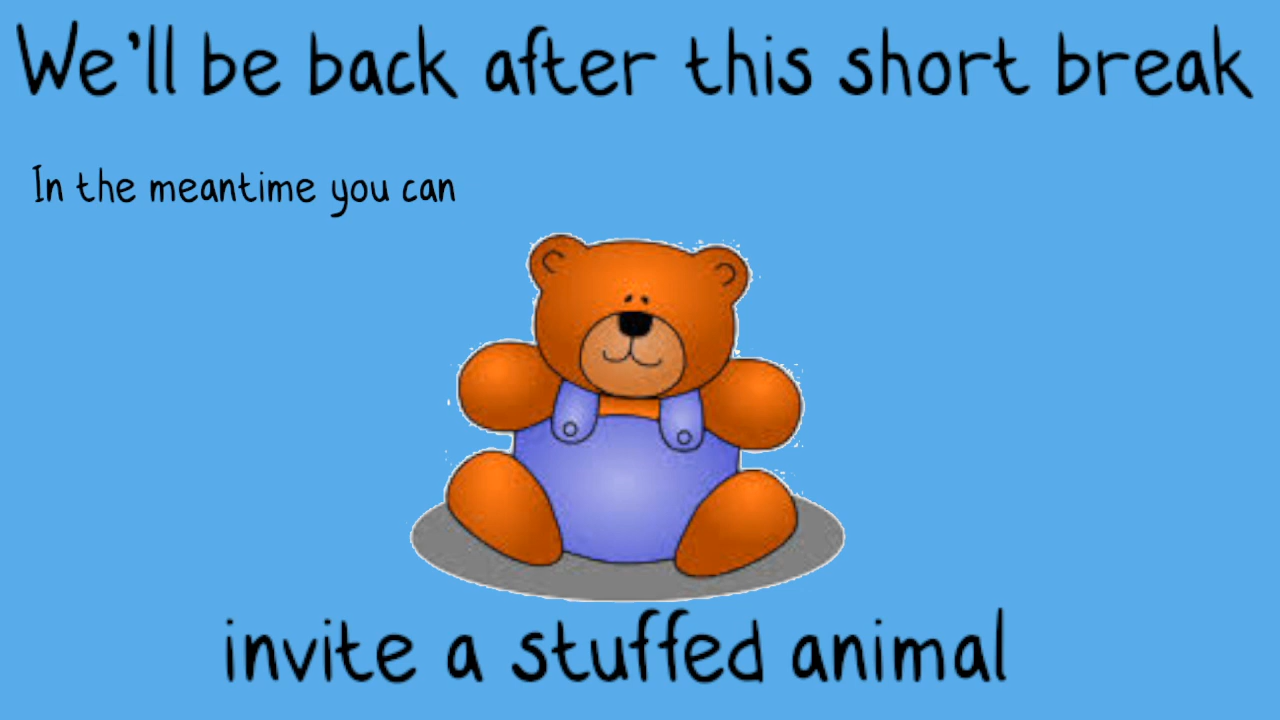 We'll be back after this short break
In the meantime you can
invite a stuffed animal